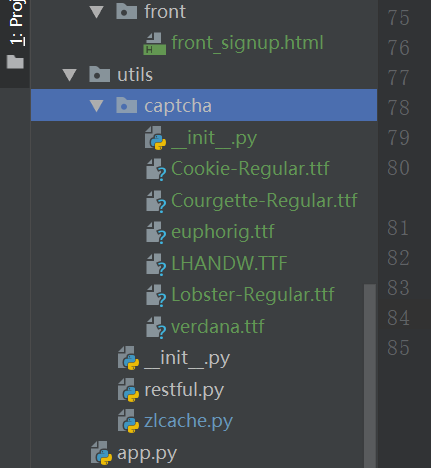 1: Proj
front
front_signup.html
utils
captcha
__init__.py
Cookie-Regular.ttf
Courgette-Regular.ttf
euphorig.ttf
LHANDW.TTF
Lobster-Regular.ttf
verdana.ttf
__init__.py
restful.py
zlcache.py
app.py
75
76
77
78
79
80
81
82
83
84
85